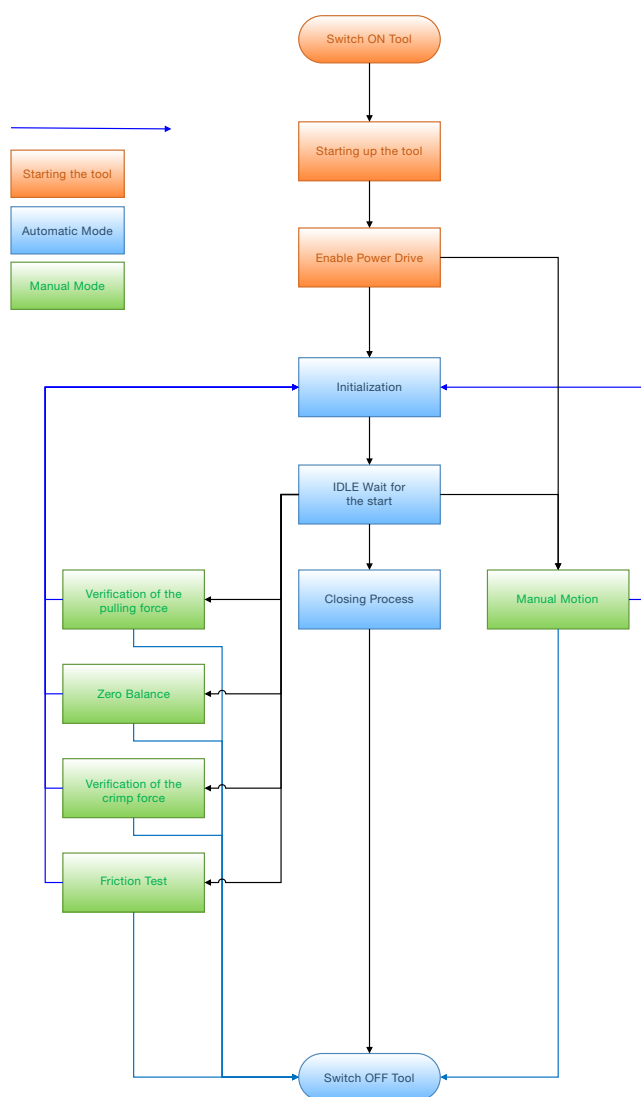 Switch ON Tool
Starting up the tool
Starting the tool
Automatic Mode
Enable Power Drive
Manual Mode
Initialization
IDLE Wait for
the start
Verification of the
pulling force
Closing Process
Manual Motion
Zero Balance
Verification of the
crimp force
Friction Test
Switch OFF Tool